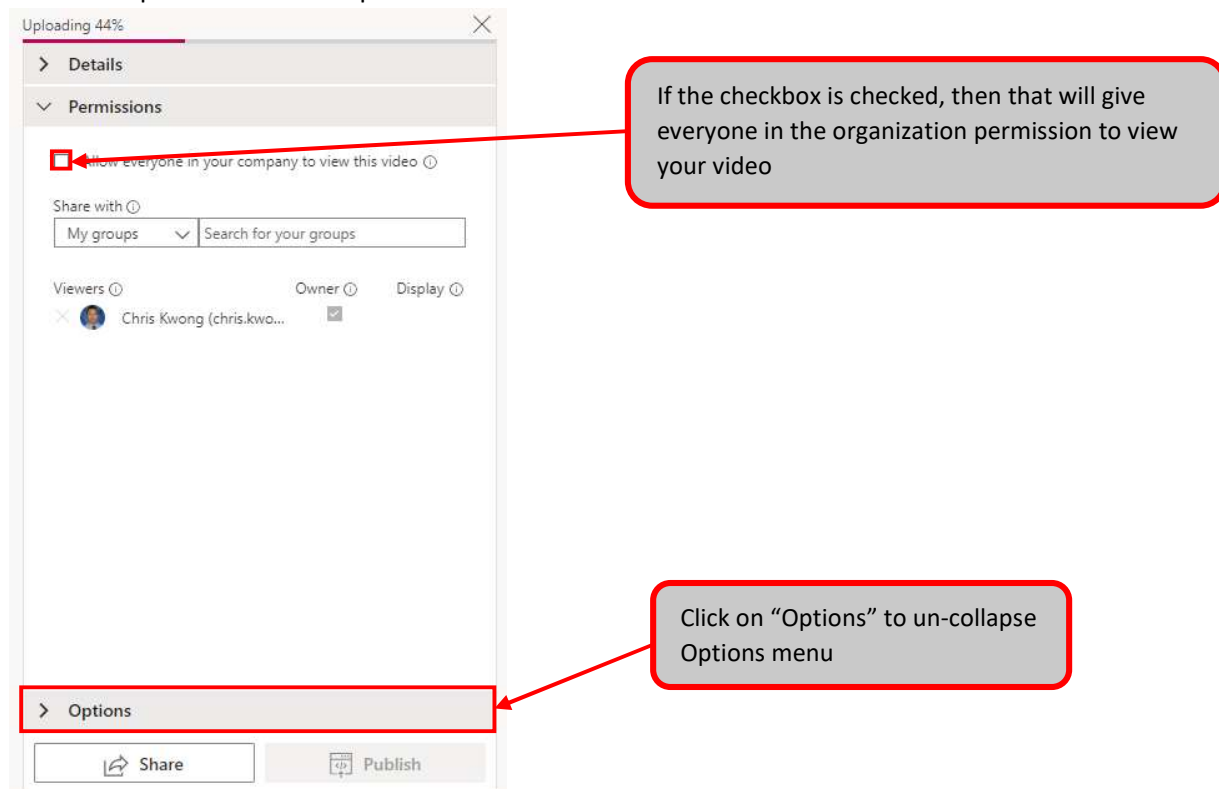 Uploading 44%
Details
Permissions
If the checkbox is checked, then that will give
everyone in the organization permission to view
your video
Allow everyone in your company to view this video
Share with
My groups Search for your groups
Viewers Owner Display
Chris Kwong (chris.kwo...
Click on “Options” to un-collapse
Options menu
Options
Share Publish